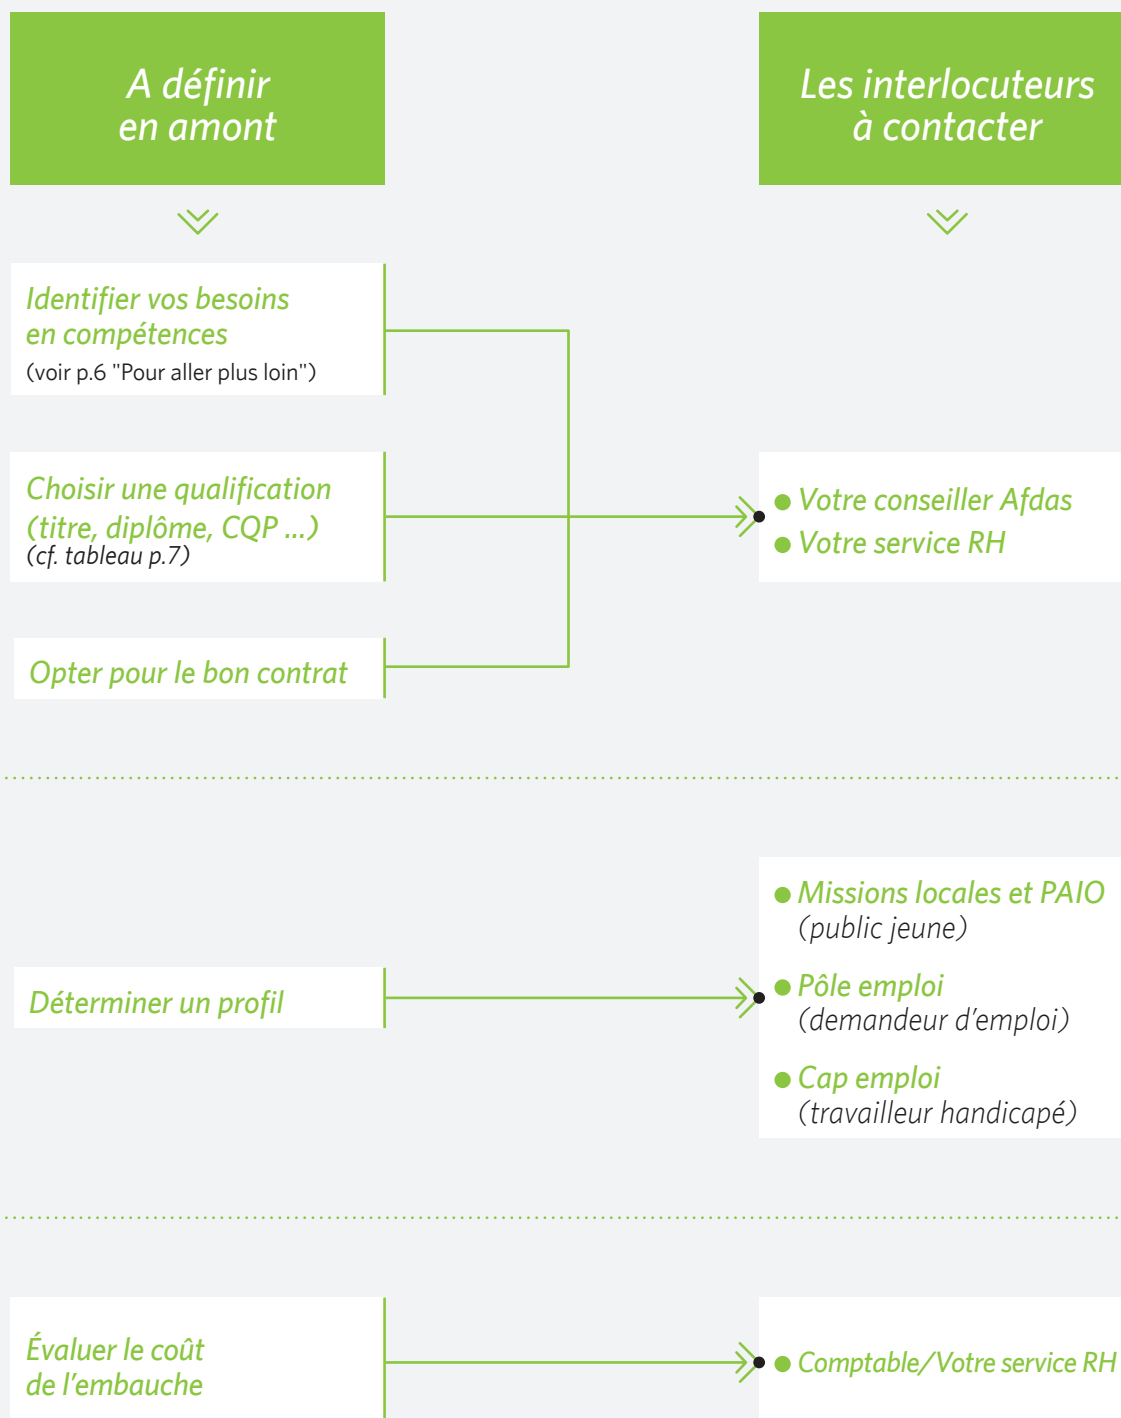 A définir
en amont
Les interlocuteurs
à contacter
Identifier vos besoins
en compétences
(voir p.6 "Pour aller plus loin")
Choisir une qualification
(titre, diplôme, CQP ...)
(cf. tableau p.7)
Opter pour le bon contrat
● Votre conseiller Afdas
● Votre service RH
Déterminer un profil
● Missions locales et PAIO
(public jeune)
● Pôle emploi
(demandeur d'emploi)
● Cap emploi
(travailleur handicapé)
Évaluer le coût
de l'embauche
● Comptable/Votre service RH